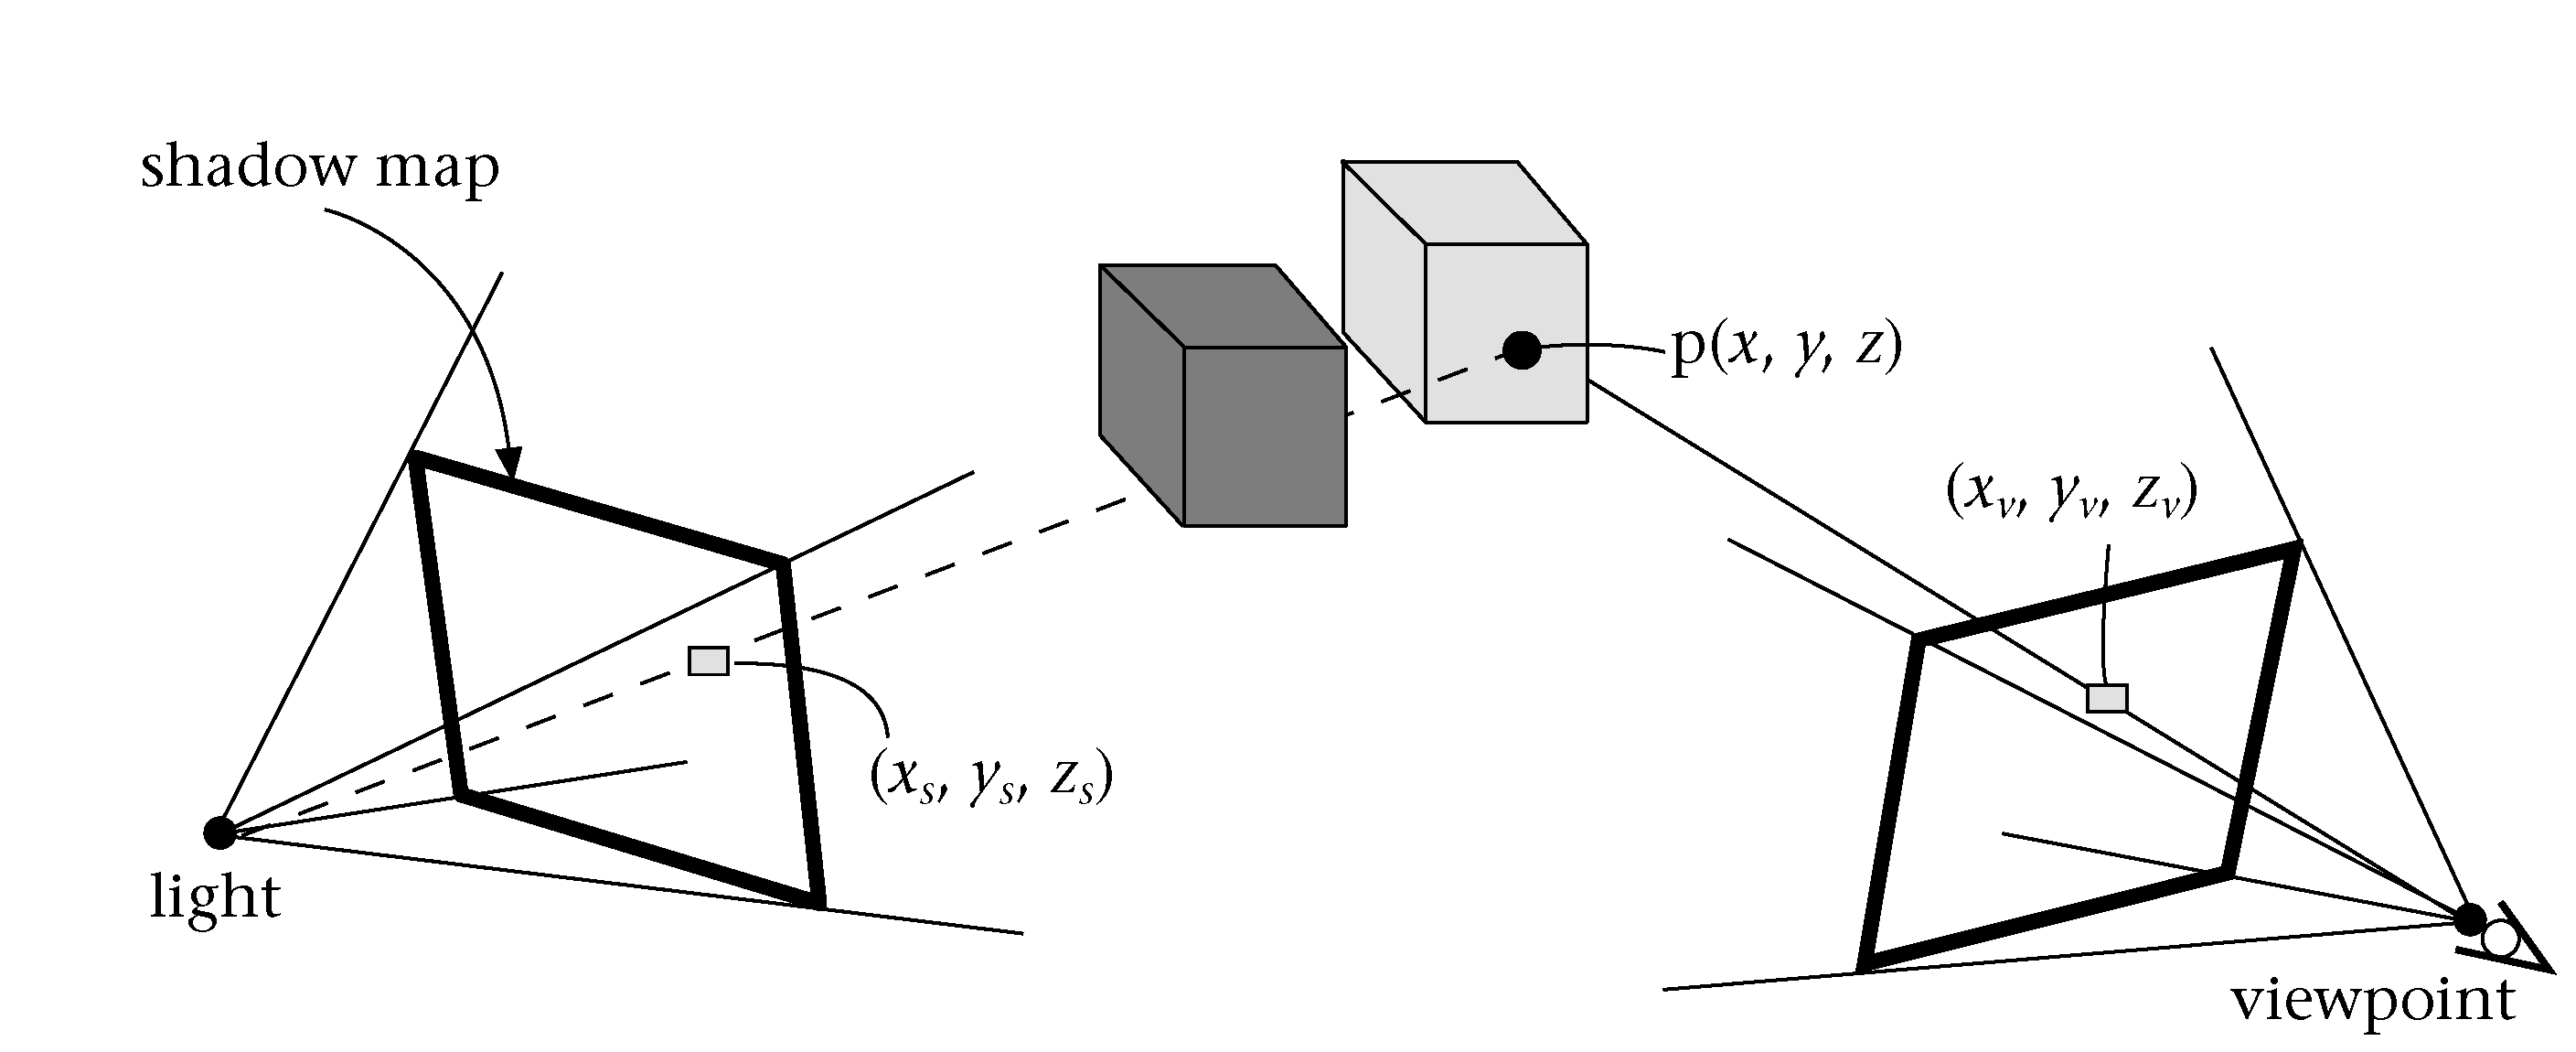 shadow map
p(x, y, z)
(xᵥ, yᵥ, zᵥ)
(xₛ, yₛ, zₛ)
light
viewpoint